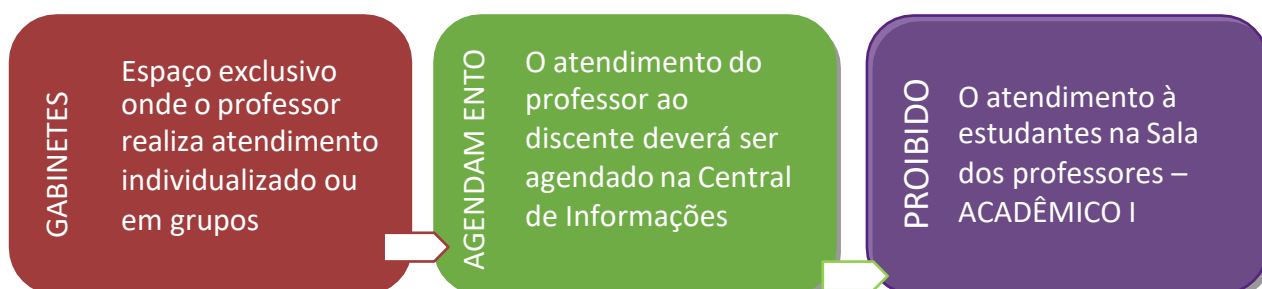 GABINETES
Espaço exclusivo
onde o professor
realiza atendimento
individualizado ou
em grupos
AGENDAM ENTO
O atendimento do
professor ao
discente deverá ser
agendado na Central
de Informações
PROIBIDO
O atendimento à
estudantes na Sala
dos professores –
ACADÊMICO I